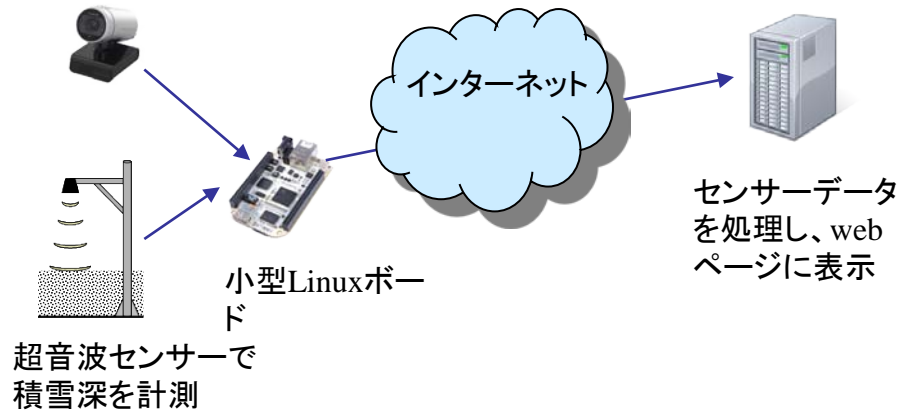 インターネット
センサーデータ
を処理し、web
ページに表示
小型Linuxボー
ド
超音波センサーで
積雪深を計測